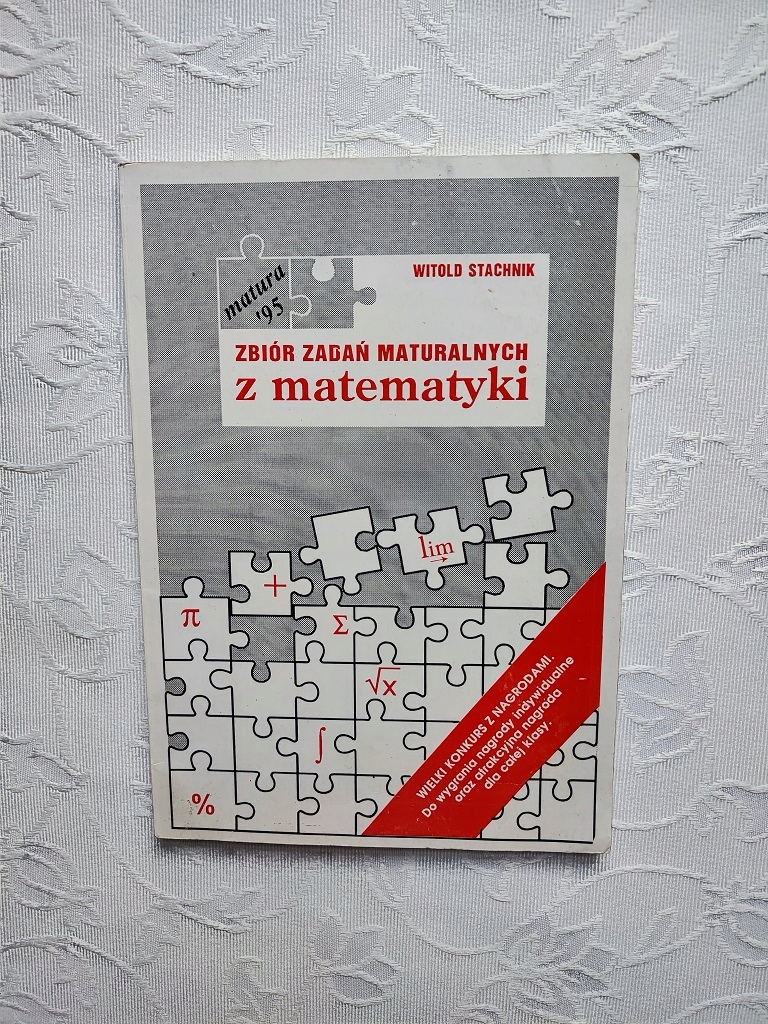 WITOLD STACHNIK
matura
'95
ZBIÓR ZADAŃ MATURALNYCH
z matematyki
lim
+
π
Σ
√x
∫
%
WIELKI KONKURS Z NAGRODAMI.
Do wygrania nagrody indywidualne
oraz atrakcyjna nagroda
dla całej klasy.